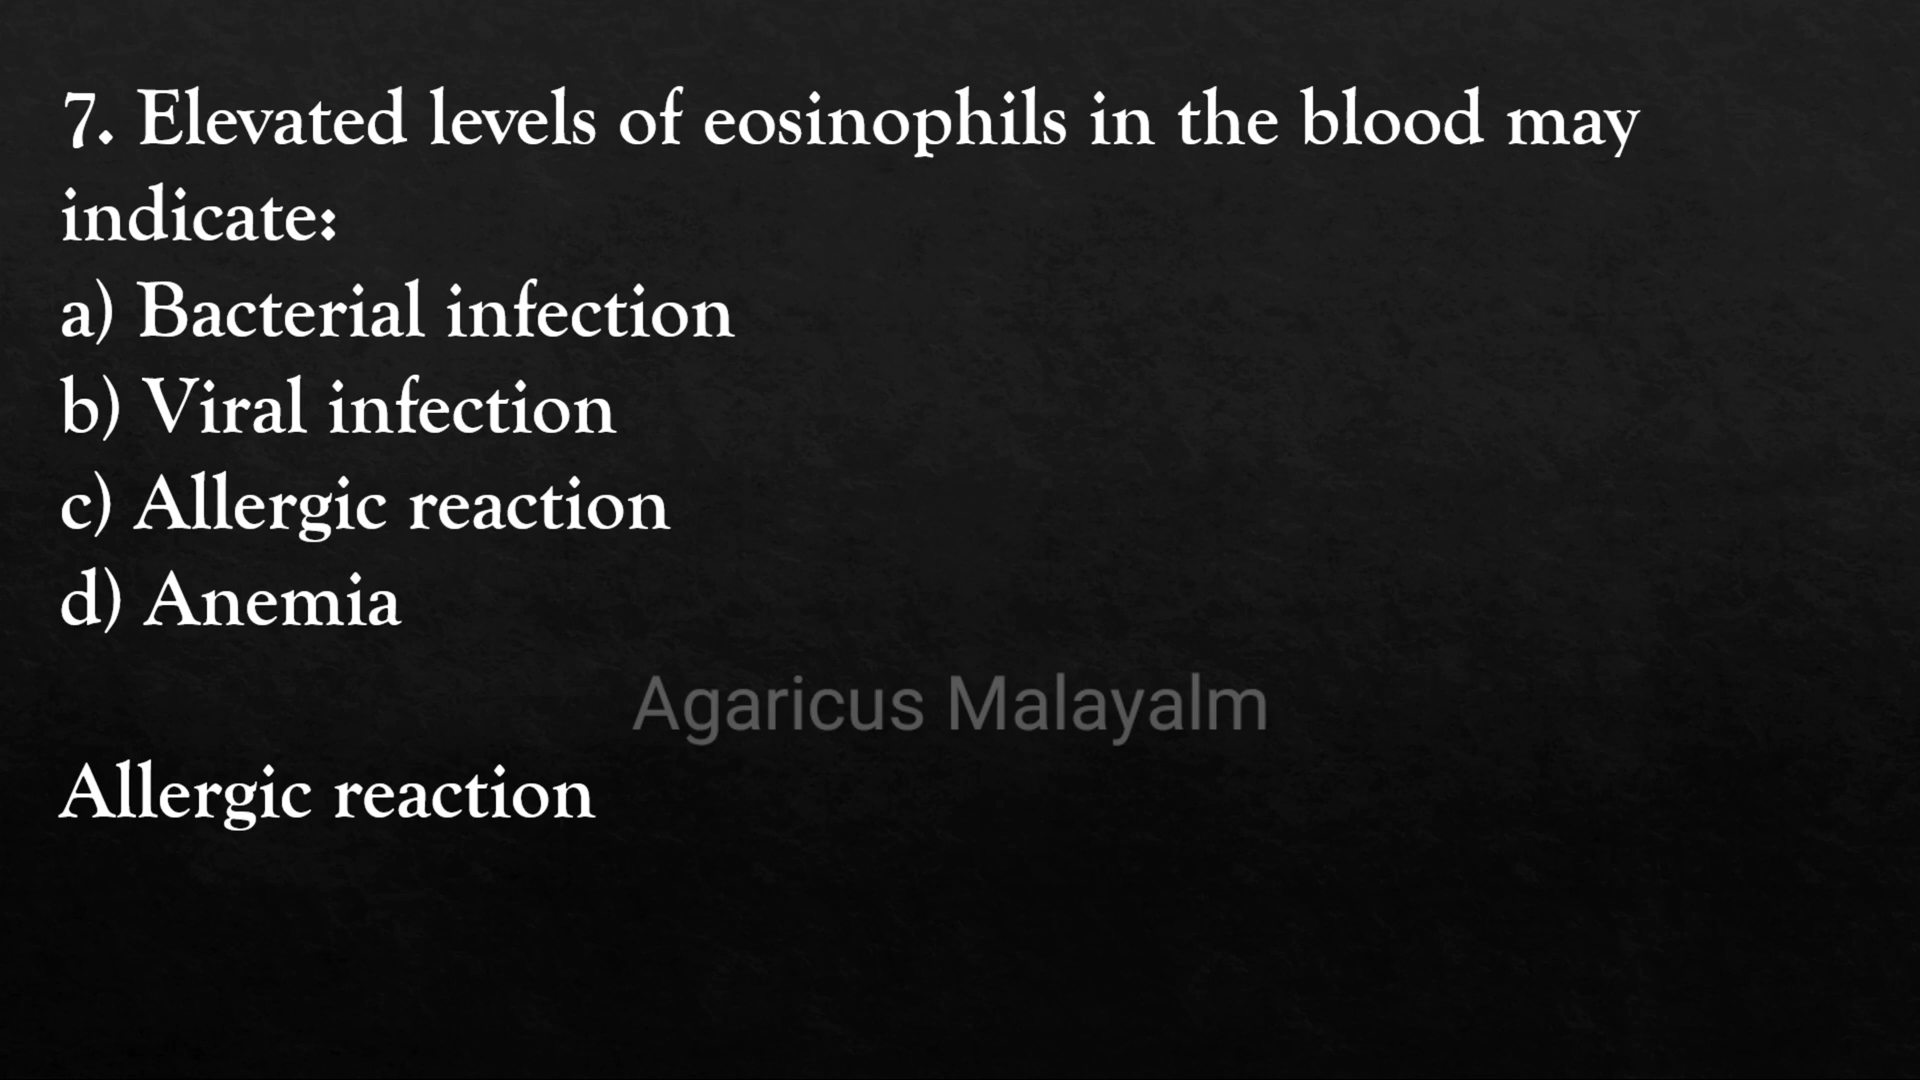 7. Elevated levels of eosinophils in the blood may
indicate:
a) Bacterial infection
b) Viral infection
c) Allergic reaction
d) Anemia
Agaricus Malayalm
Allergic reaction